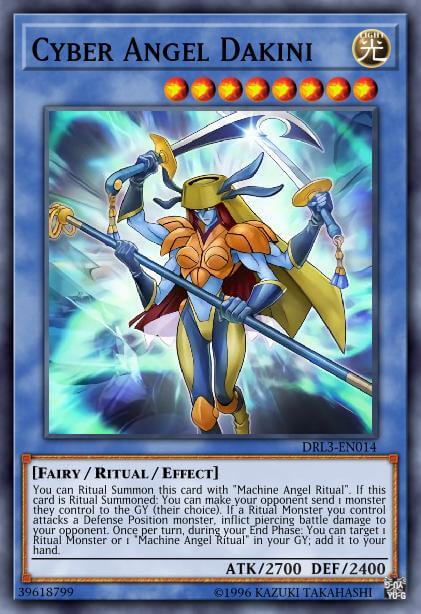 CYBER ANGEL DAKINI
LIGHT
光
DRL3-EN014
[FAIRY / RITUAL / EFFECT]
You can Ritual Summon this card with "Machine Angel Ritual". If this
card is Ritual Summoned: You can make your opponent send 1 monster
they control to the GY (their choice). If a Ritual Monster you control
attacks a Defense Position monster, inflict piercing battle damage to
your opponent. Once per turn, during your End Phase: You can target 1
Ritual Monster or 1 "Machine Angel Ritual" in your GY; add it to your
hand.
ATK/2700 DEF/2400
39618799
©1996 KAZUKI TAKAHASHI